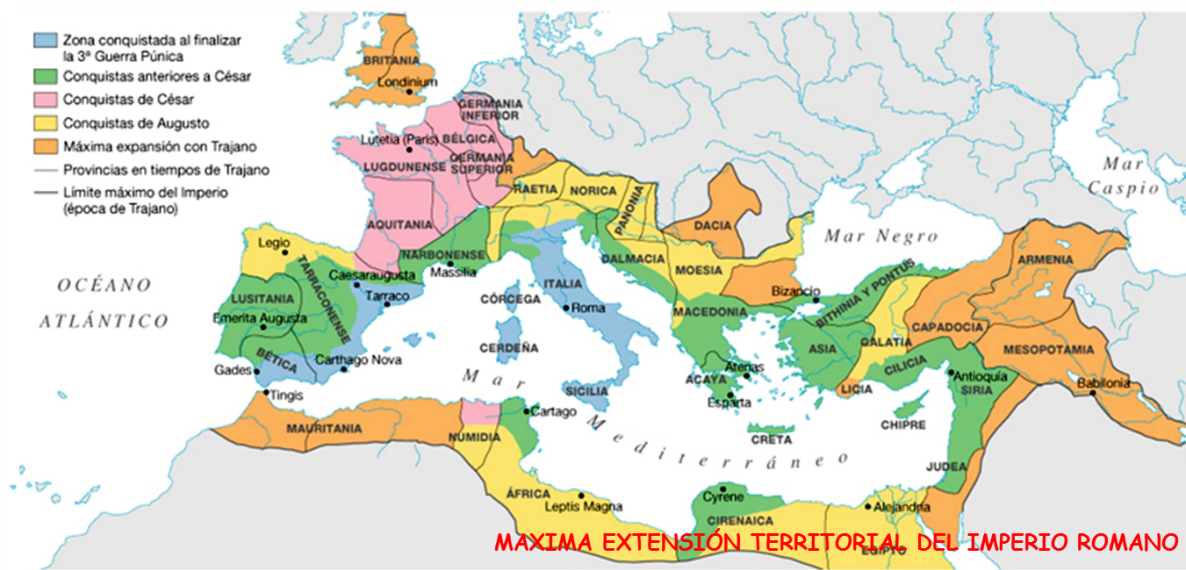 Zona conquistada al finalizar
la 3ª Guerra Púnica
Conquistas anteriores a César
Conquistas de César
Conquistas de Augusto
Máxima expansión con Trajano
Provincias en tiempos de Trajano
Límite máximo del Imperio
(época de Trajano)
BRITANIA
Londinium
GERMANIA
INFERIOR
Lutetia (Paris)
BÉLGICA
LUGDUNENSE
GERMANIA
SUPERIOR
RAETIA
NORICA
PANONIA
AQUITANIA
DACIA
Mar
Caspio
Mar Negro
Legio
TARRACONENSE
NARBONENSE
Massilia
DALMACIA
MOESIA
ARMENIA
Caesaraugusta
OCÉANO
ATLÁNTICO
LUSITANIA
Tarraco
CÓRCEGA
ITALIA
Roma
Bizancio
BITHINIA Y PONTUS
MACEDONIA
CAPADOCIA
Emerita Augusta
CERDEÑA
ASIA
GALATIA
MESOPOTAMIA
BÉTICA
Carthago Nova
Gades
Atenas
CILICIA
ACAYA
Antioquía
SIRIA
Babilonia
Tingis
SICILIA
Esparta
LICIA
Cartago
CHIPRE
MAURITANIA
NUMIDIA
CRETA
Mar Mediterráneo
JUDEA
ÁFRICA
Leptis Magna
Cyrene
CIRENAICA
Alejandria
EGIPTO
MAXIMA EXTENSIÓN TERRITORIAL DEL IMPERIO ROMANO